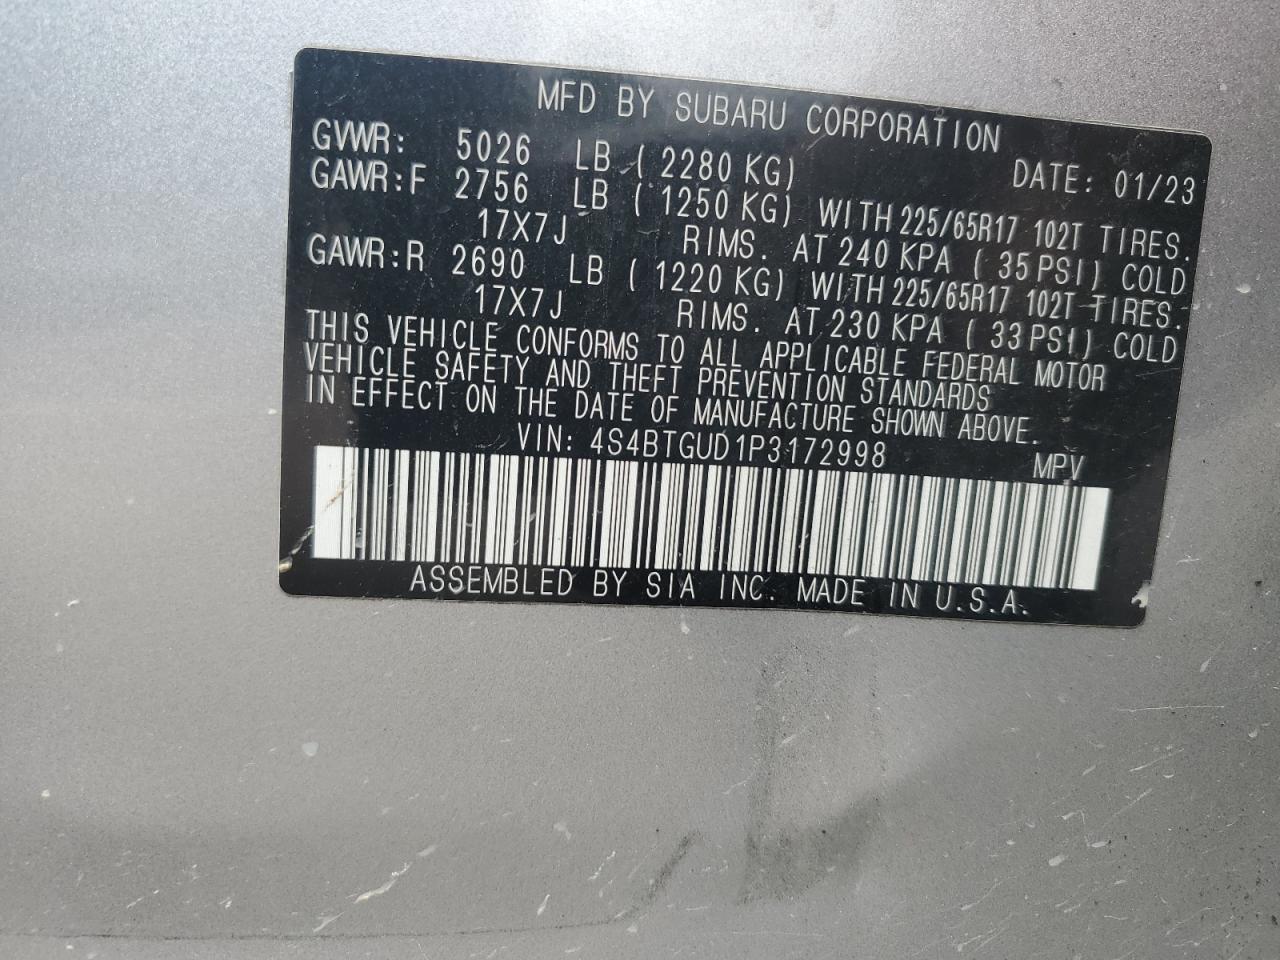 MFD BY SUBARU CORPORATION
GVWR: 5026 LB ( 2280 KG) DATE: 01/23
GAWR:F 2756 LB ( 1250 KG) WITH 225/65R17 102T TIRES.
17X7J RIMS. AT 240 KPA ( 35 PSI) COLD
GAWR:R 2690 LB ( 1220 KG) WITH 225/65R17 102T TIRES.
17X7J RIMS. AT 230 KPA ( 33 PSI) COLD
THIS VEHICLE CONFORMS TO ALL APPLICABLE FEDERAL MOTOR
VEHICLE SAFETY AND THEFT PREVENTION STANDARDS
IN EFFECT ON THE DATE OF MANUFACTURE SHOWN ABOVE.
VIN: 4S4BTGUD1P3172998 MPV
ASSEMBLED BY SIA INC. MADE IN U.S.A.